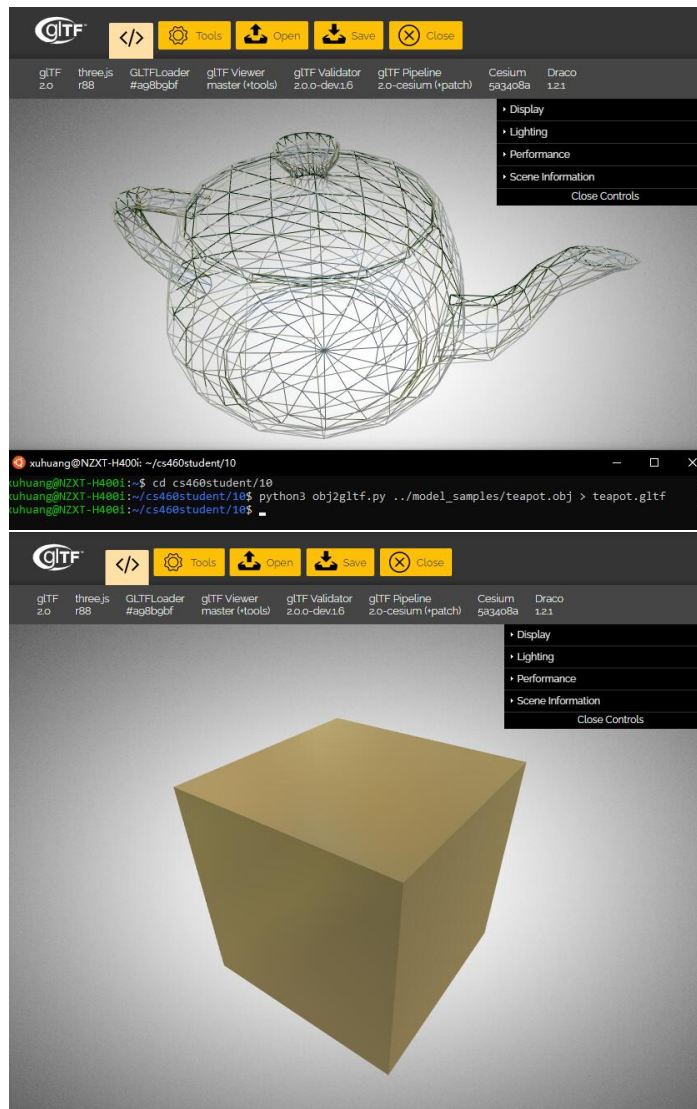 glTF™
</>
Tools
Open
Save
Close
glTF three.js GLTFLoader glTF Viewer glTF Validator glTF Pipeline Cesium Draco
2.0 r88 #a98b9bf master (+tools) 2.0.0-dev.1.6 2.0-cesium (+patch) 5a3408a 1.2.1
Display
Lighting
Performance
Scene Information
Close Controls
xuhuang@NZXT-H400i: ~/cs460student/10
xuhuang@NZXT-H400i:~$ cd cs460student/10
xuhuang@NZXT-H400i:~/cs460student/10$ python3 obj2gltf.py ../model_samples/teapot.obj > teapot.gltf
xuhuang@NZXT-H400i:~/cs460student/10$
glTF™
</>
Tools
Open
Save
Close
glTF three.js GLTFLoader glTF Viewer glTF Validator glTF Pipeline Cesium Draco
2.0 r88 #a98b9bf master (+tools) 2.0.0-dev.1.6 2.0-cesium (+patch) 5a3408a 1.2.1
Display
Lighting
Performance
Scene Information
Close Controls